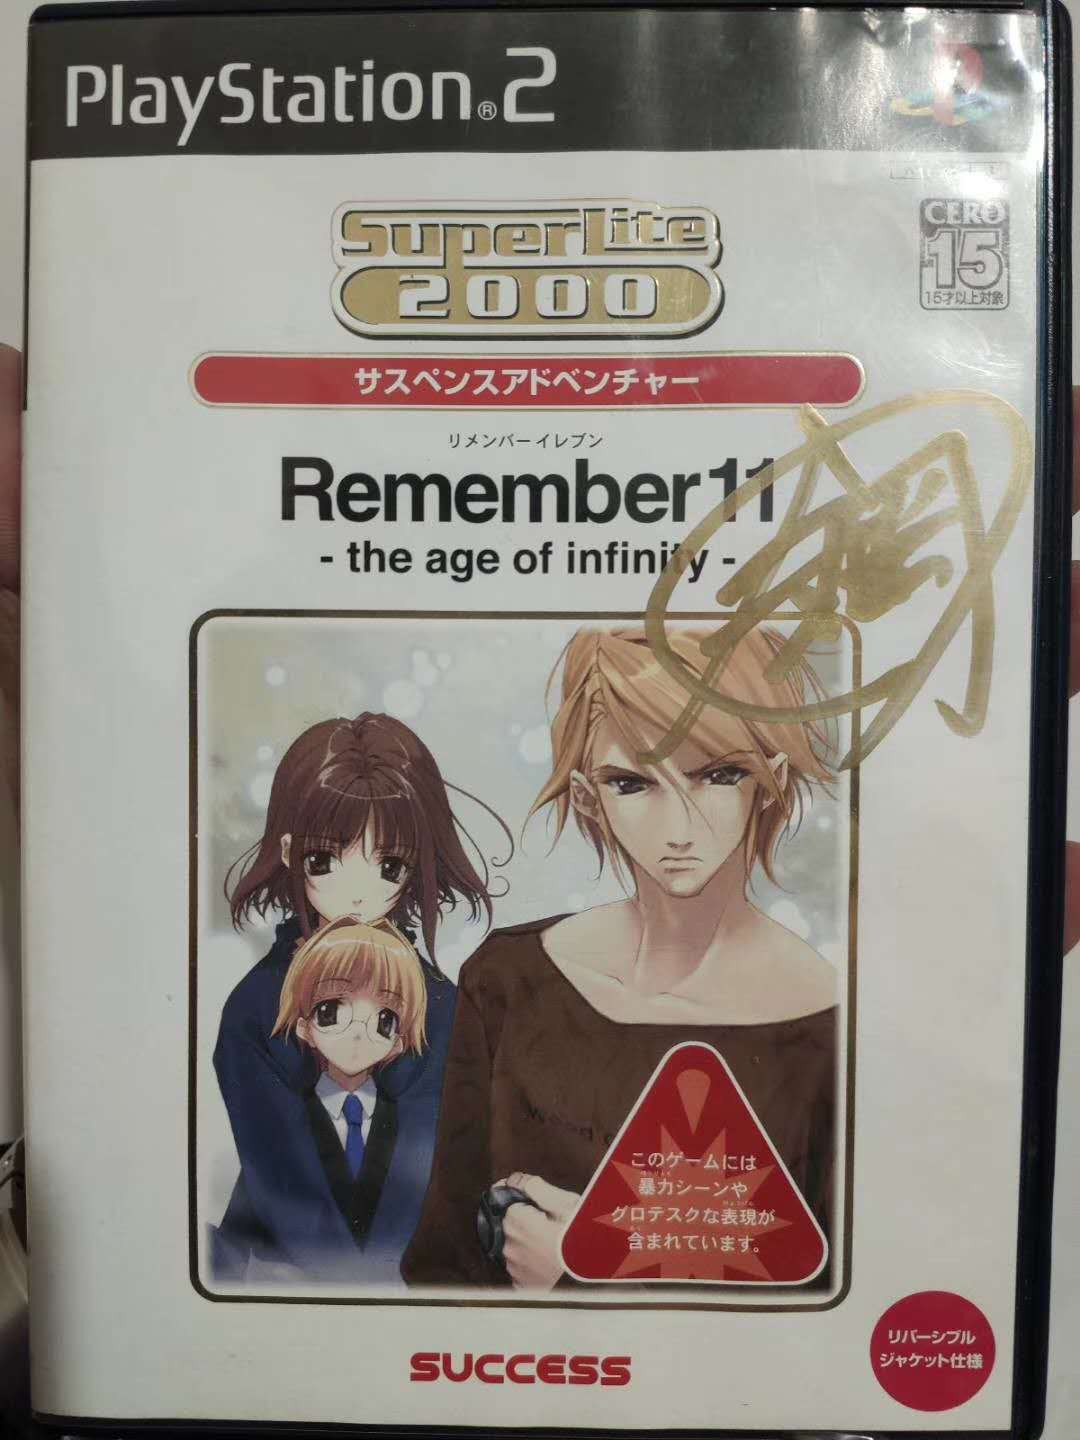 PlayStation®2
SuperLite
2000
CERO
15
15才以上対象
サスペンスアドベンチャー
リメンバーイレブン
Remember11
- the age of infinity -
このゲームには
暴力シーンや
グロテスクな表現が
含まれています。
リバーシブル
ジャケット仕様
SUCCESS